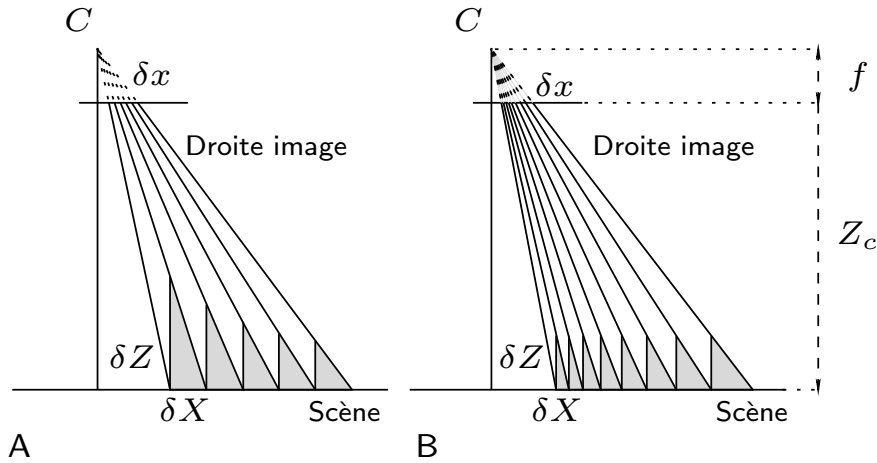 C
δx
Droite image
δZ
δX
Scène
A
C
δx
f
Droite image
Z_c
δZ
δX
Scène
B